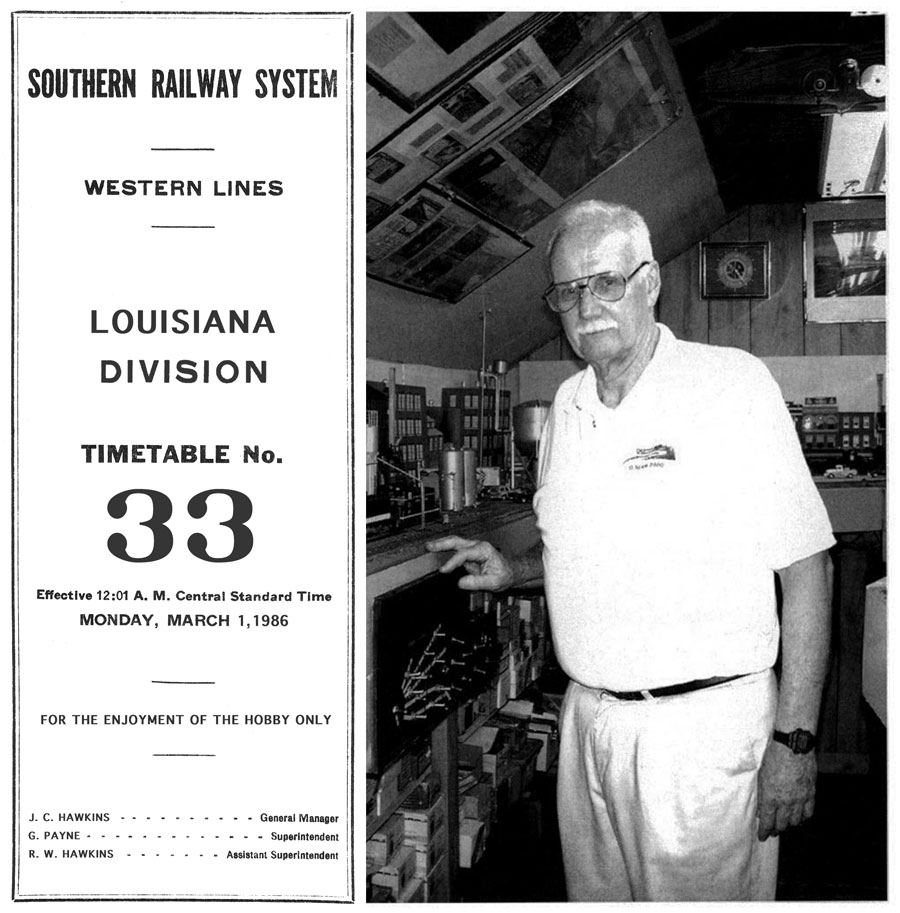 SOUTHERN RAILWAY SYSTEM
WESTERN LINES
LOUISIANA
DIVISION
TIMETABLE No.
33
Effective 12:01 A. M. Central Standard Time
MONDAY, MARCH 1,1986
FOR THE ENJOYMENT OF THE HOBBY ONLY
J. C. HAWKINS - - - - - - - - - - General Manager
G. PAYNE - - - - - - - - - - - - - Superintendent
R. W. HAWKINS - - - - - - - Assistant Superintendent